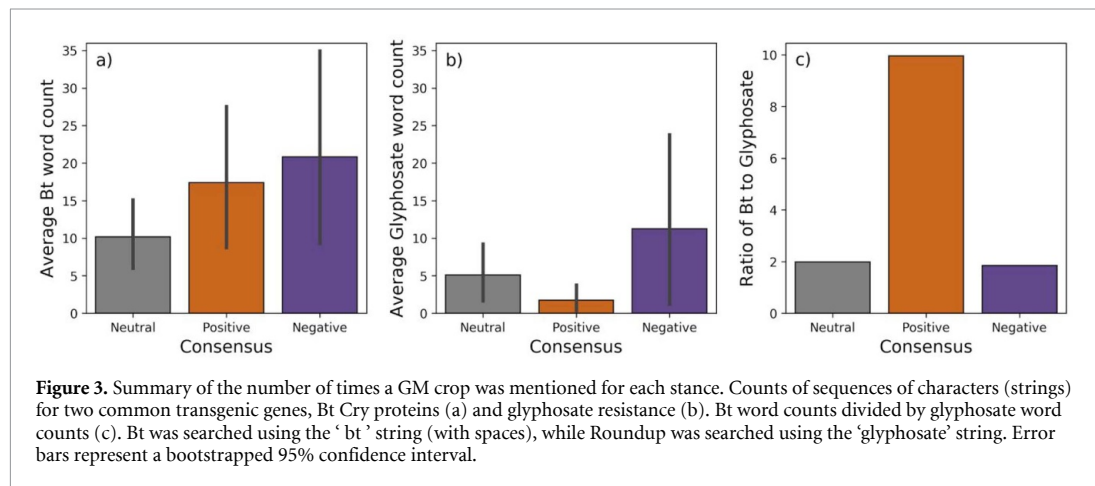 a)
35
30
25
20
15
10
5
0
Average Bt word count
Neutral Positive Negative
Consensus
b)
35
30
25
20
15
10
5
0
Average Glyphosate word count
Neutral Positive Negative
Consensus
c)
10
8
6
4
2
0
Ratio of Bt to Glyphosate
Neutral Positive Negative
Consensus
Figure 3. Summary of the number of times a GM crop was mentioned for each stance. Counts of sequences of characters (strings)
for two common transgenic genes, Bt Cry proteins (a) and glyphosate resistance (b). Bt word counts divided by glyphosate word
counts (c). Bt was searched using the ‘ bt ’ string (with spaces), while Roundup was searched using the ‘glyphosate’ string. Error
bars represent a bootstrapped 95% confidence interval.